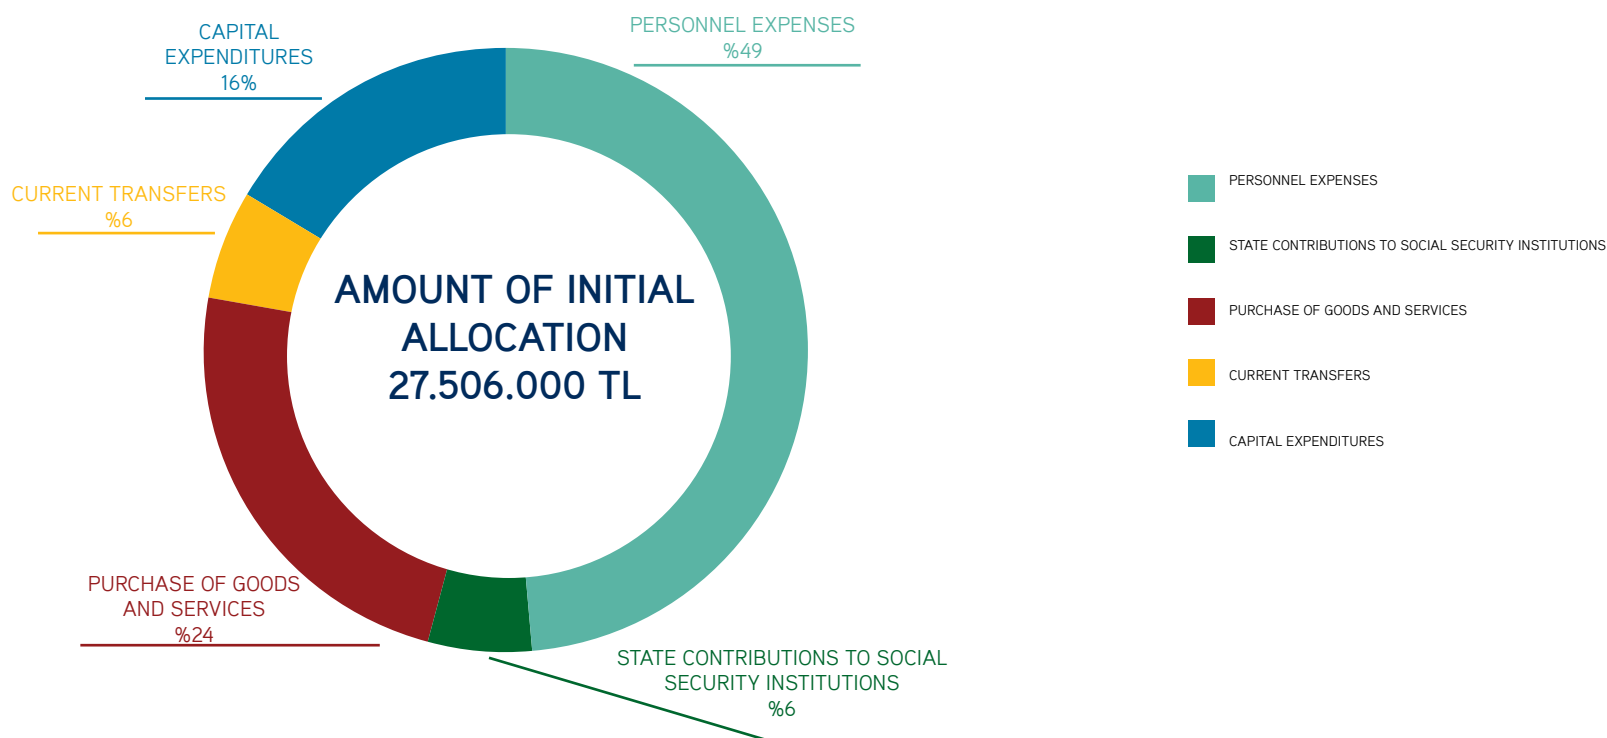 CAPITAL
EXPENDITURES
16%
PERSONNEL EXPENSES
%49
CURRENT TRANSFERS
%6
AMOUNT OF INITIAL
ALLOCATION
27.506.000 TL
PURCHASE OF GOODS
AND SERVICES
%24
STATE CONTRIBUTIONS TO SOCIAL
SECURITY INSTITUTIONS
%6
PERSONNEL EXPENSES
STATE CONTRIBUTIONS TO SOCIAL SECURITY INSTITUTIONS
PURCHASE OF GOODS AND SERVICES
CURRENT TRANSFERS
CAPITAL EXPENDITURES